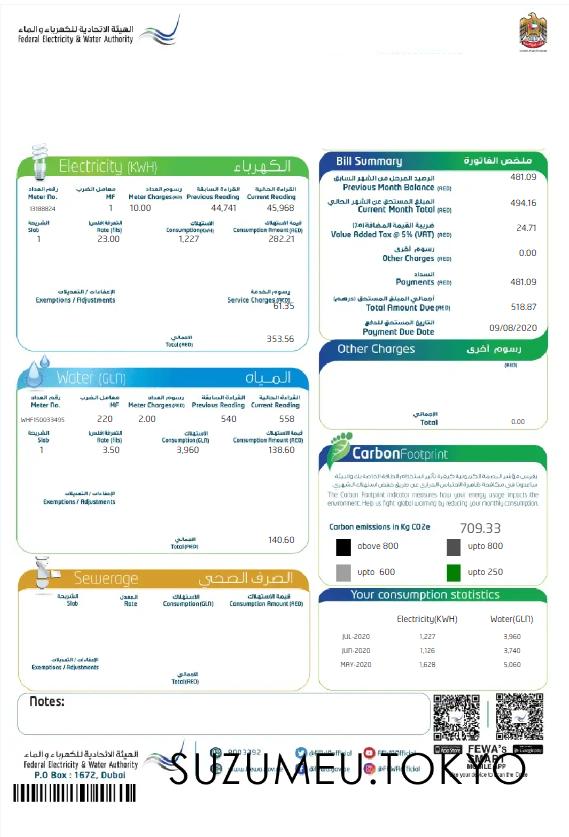 الهيئة الاتحادية للكهرباء و الماء
Federal Electricity & Water Authority
Electricity (KWH) الكهرباء
رقم العداد معامل الضرب رسوم العداد القراءة السابقة القراءة الحالية
Meter No. MF Meter Charges(AED) Previous Reading Current Reading
13188824 1 10.00 44,741 45,968
الشريحة التعرفة(فلس) الاستهلاك قيمة الاستهلاك
Slab Rate (fils) Consumption(KWH) Consumption Amount (AED)
1 23.00 1,227 282.21
الإعفاءات / التعديلات رسوم الخدمة
Exemptions / Adjustments Service Charges(AED)
61.35
الاجمالي
Total(AED) 353.56
Water (GLN) المياه
رقم العداد معامل الضرب رسوم العداد القراءة السابقة القراءة الحالية
Meter No. MF Meter Charges(AED) Previous Reading Current Reading
WHF150033495 220 2.00 540 558
الشريحة التعرفة(فلس) الاستهلاك قيمة الاستهلاك
Slab Rate (fils) Consumption(GLN) Consumption Amount (AED)
1 3.50 3,960 138.60
الإعفاءات / التعديلات
Exemptions / Adjustments
الاجمالي
Total(AED) 140.60
Sewerage الصرف الصحي
الشريحة المعدل الاستهلاك قيمة الاستهلاك
Slab Rate Consumption(GLN) Consumption Amount (AED)
الإعفاءات / التعديلات
Exemptions / Adjustments
الاجمالي
Total(AED)
Bill Summary ملخص الفاتورة
الرصيد المرحل من الشهر السابق
Previous Month Balance (AED) 481.09
المبلغ المستحق عن الشهر الحالي
Current Month Total (AED) 494.16
ضريبة القيمة المضافة
Value Added Tax @ 5% (VAT) (AED) 24.71
رسوم أخرى
Other Charges (AED) 0.00
السداد
Payments (AED) 481.09
أجمالي المبلغ المستحق (درهم)
Total Amount Due(AED) 518.87
التاريخ المستحق للدفع
Payment Due Date 09/08/2020
Other Charges رسوم أخرى
(AED)
الاجمالي
Total 0.00
CarbonFootprint
The Carbon Footprint indicator measures how your energy usage impacts the
environment. Help us fight global warming by reducing your monthly consumption.
Carbon emissions in Kg CO2e 709.33
above 800 upto 800
upto 600 upto 250
Your consumption statistics
Electricity(KWH) Water(GLN)
JUL-2020 1,227 3,960
JUN-2020 1,126 3,740
MAY-2020 1,628 5,060
Notes:
الهيئة الاتحادية للكهرباء و الماء
Federal Electricity & Water Authority
P.O Box : 1672, Dubai
FEWA's
SMART
MOBILE APP
SUZUMEU.TOKYO